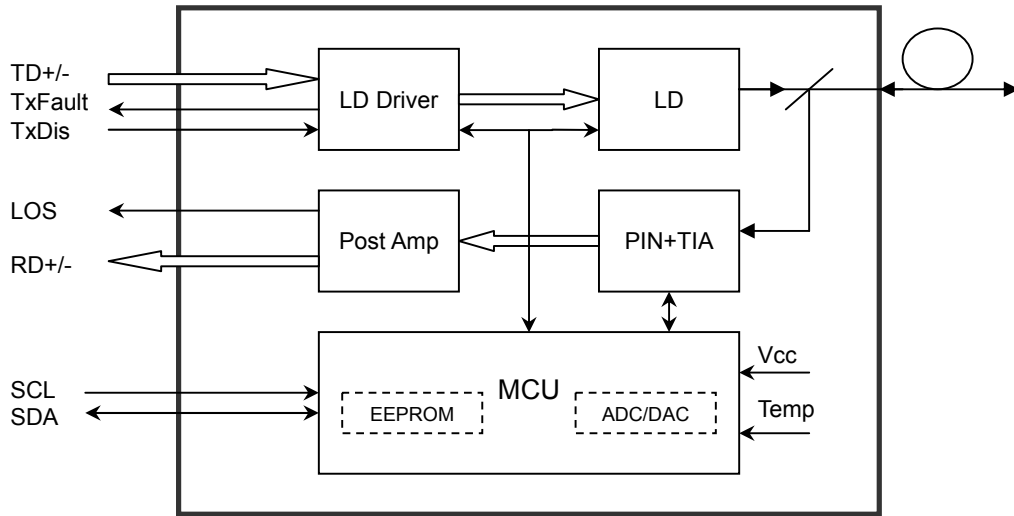 TD+/-
TxFault
TxDis
LD Driver
LD
LOS
RD+/-
Post Amp
PIN+TIA
SCL
SDA
MCU
EEPROM
ADC/DAC
Vcc
Temp